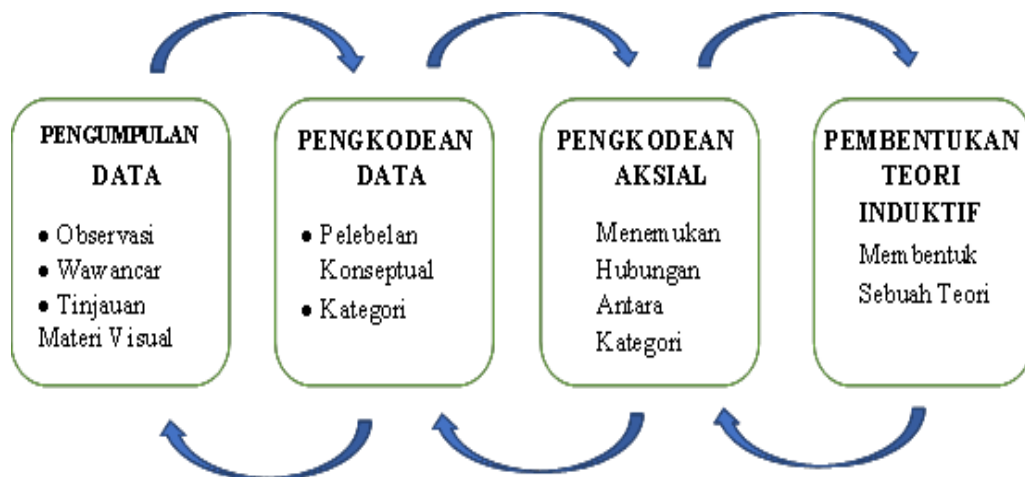 PENGUMPULAN
DATA
● Observasi
● Wawancar
● Tinjauan
Materi Visual
PENGKODEAN
DATA
● Pelebelan
Konseptual
● Kategori
PENGKODEAN
AKSIAL
Menemukan
Hubungan
Antara
Kategori
PEMBENTUKAN
TEORI
INDUKTIF
Membentuk
Sebuah Teori